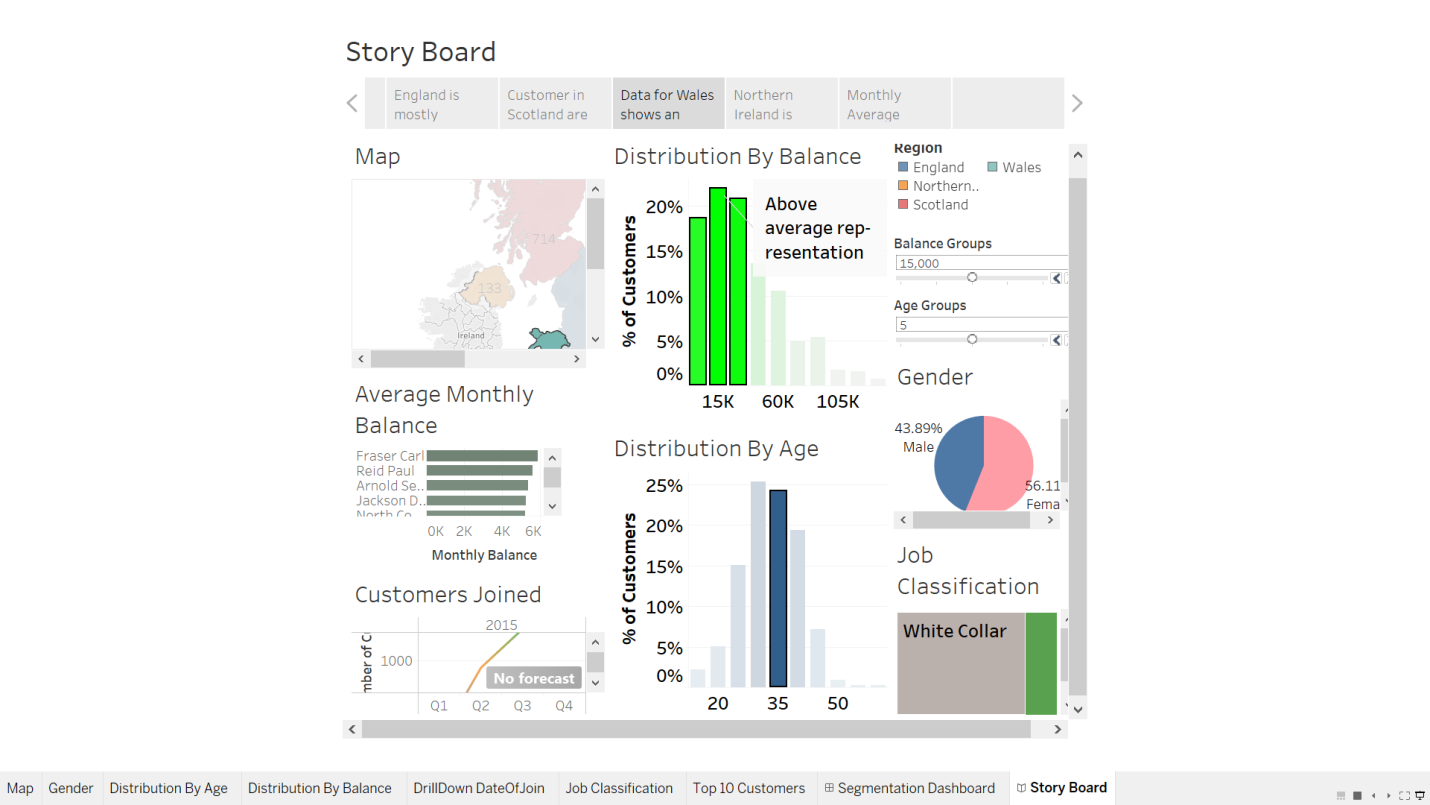 Story Board
England is
mostly
Customer in
Scotland are
Data for Wales
shows an
Northern
Ireland is
Monthly
Average
Map
714
133
Ireland
Average Monthly
Balance
Fraser Carl
Reid Paul
Arnold Se..
Jackson D..
North Co
0K 2K 4K 6K
Monthly Balance
Customers Joined
2015
mber of C
1000
No forecast
Q1 Q2 Q3 Q4
Distribution By Balance
% of Customers
20%
15%
10%
5%
0%
Above
average rep-
resentation
15K 60K 105K
Distribution By Age
% of Customers
25%
20%
15%
10%
5%
0%
20 35 50
Region
England Wales
Northern..
Scotland
Balance Groups
15,000
Age Groups
5
Gender
43.89%
Male
56.11
Fema
Job
Classification
White Collar
Map Gender Distribution By Age Distribution By Balance DrillDown DateOfJoin Job Classification Top 10 Customers Segmentation Dashboard Story Board